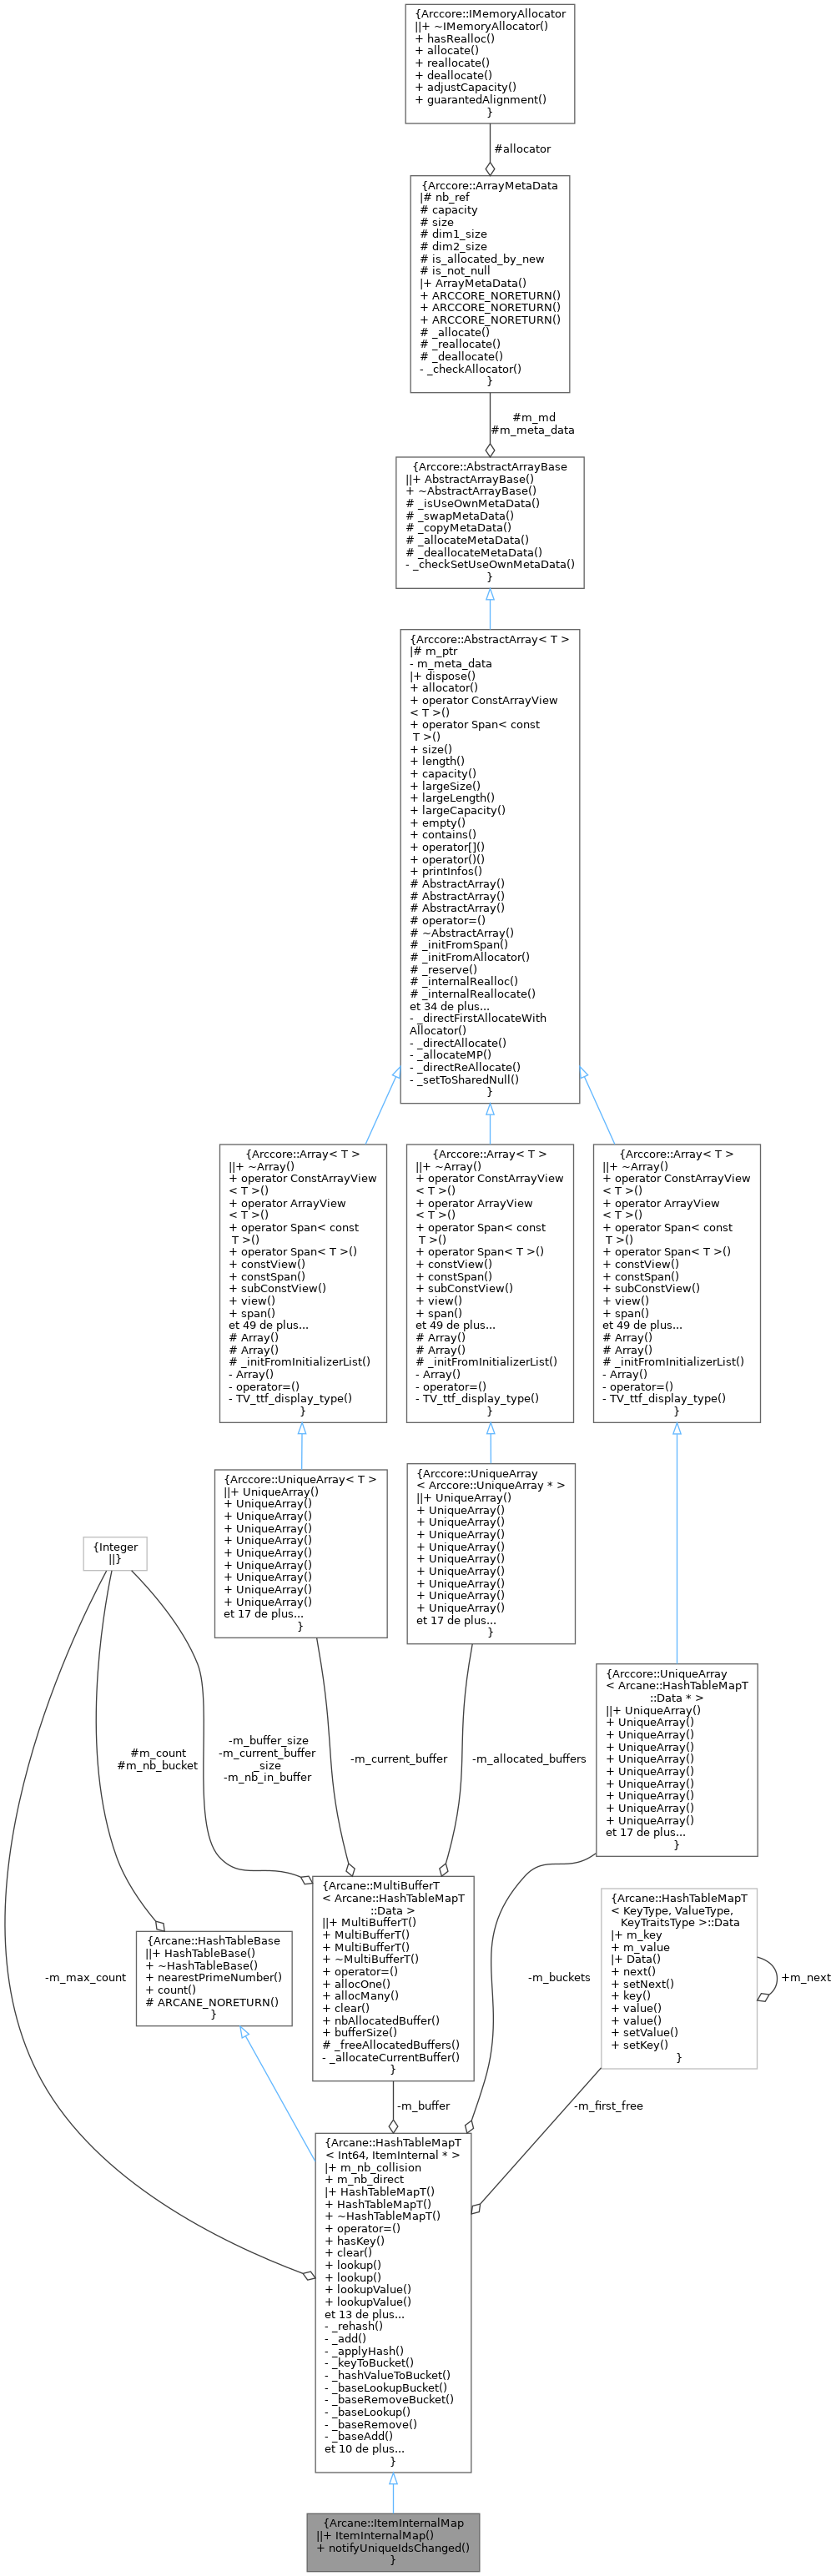 {Arccore::IMemoryAllocator
||+ ~IMemoryAllocator()
+ hasRealloc()
+ allocate()
+ reallocate()
+ deallocate()
+ adjustCapacity()
+ guarantedAlignment()
}
#allocator
{Arccore::ArrayMetaData
|# nb_ref
# capacity
# size
# dim1_size
# dim2_size
# is_allocated_by_new
# is_not_null
|+ ArrayMetaData()
+ ARCCORE_NORETURN()
+ ARCCORE_NORETURN()
+ ARCCORE_NORETURN()
# _allocate()
# _reallocate()
# _deallocate()
- _checkAllocator()
}
#m_md
#m_meta_data
{Arccore::AbstractArrayBase
||+ AbstractArrayBase()
+ ~AbstractArrayBase()
# _isUseOwnMetaData()
# _swapMetaData()
# _copyMetaData()
# _allocateMetaData()
# _deallocateMetaData()
- _checkSetUseOwnMetaData()
}
{Arccore::AbstractArray< T >
|# m_ptr
- m_meta_data
|+ dispose()
+ allocator()
+ operator ConstArrayView
< T >()
+ operator Span< const
T >()
+ size()
+ length()
+ capacity()
+ largeSize()
+ largeLength()
+ largeCapacity()
+ empty()
+ contains()
+ operator[]()
+ operator()()
+ printInfos()
# AbstractArray()
# AbstractArray()
# AbstractArray()
# operator=()
# ~AbstractArray()
# _initFromSpan()
# _initFromAllocator()
# _reserve()
# _internalRealloc()
# _internalReallocate()
et 34 de plus...
- _directFirstAllocateWith
Allocator()
- _directAllocate()
- _allocateMP()
- _directReAllocate()
- _setToSharedNull()
}
{Arccore::Array< T >
||+ ~Array()
+ operator ConstArrayView
< T >()
+ operator ArrayView
< T >()
+ operator Span< const
T >()
+ operator Span< T >()
+ constView()
+ constSpan()
+ subConstView()
+ view()
+ span()
et 49 de plus...
# Array()
# Array()
# _initFromInitializerList()
- Array()
- operator=()
- TV_ttf_display_type()
}
{Arccore::Array< T >
||+ ~Array()
+ operator ConstArrayView
< T >()
+ operator ArrayView
< T >()
+ operator Span< const
T >()
+ operator Span< T >()
+ constView()
+ constSpan()
+ subConstView()
+ view()
+ span()
et 49 de plus...
# Array()
# Array()
# _initFromInitializerList()
- Array()
- operator=()
- TV_ttf_display_type()
}
{Arccore::Array< T >
||+ ~Array()
+ operator ConstArrayView
< T >()
+ operator ArrayView
< T >()
+ operator Span< const
T >()
+ operator Span< T >()
+ constView()
+ constSpan()
+ subConstView()
+ view()
+ span()
et 49 de plus...
# Array()
# Array()
# _initFromInitializerList()
- Array()
- operator=()
- TV_ttf_display_type()
}
{Arccore::UniqueArray< T >
||+ UniqueArray()
+ UniqueArray()
+ UniqueArray()
+ UniqueArray()
+ UniqueArray()
+ UniqueArray()
+ UniqueArray()
+ UniqueArray()
+ UniqueArray()
+ UniqueArray()
et 17 de plus...
}
{Arccore::UniqueArray
< Arccore::UniqueArray * >
||+ UniqueArray()
+ UniqueArray()
+ UniqueArray()
+ UniqueArray()
+ UniqueArray()
+ UniqueArray()
+ UniqueArray()
+ UniqueArray()
+ UniqueArray()
+ UniqueArray()
et 17 de plus...
}
{Integer
||}
{Arccore::UniqueArray
< Arcane::HashTableMapT
::Data * >
||+ UniqueArray()
+ UniqueArray()
+ UniqueArray()
+ UniqueArray()
+ UniqueArray()
+ UniqueArray()
+ UniqueArray()
+ UniqueArray()
+ UniqueArray()
+ UniqueArray()
et 17 de plus...
}
#m_count
#m_nb_bucket
-m_buffer_size
-m_current_buffer
_size
-m_nb_in_buffer
-m_current_buffer
-m_allocated_buffers
{Arcane::MultiBufferT
< Arcane::HashTableMapT
::Data >
||+ MultiBufferT()
+ MultiBufferT()
+ MultiBufferT()
+ ~MultiBufferT()
+ operator=()
+ allocOne()
+ allocMany()
+ clear()
+ nbAllocatedBuffer()
+ bufferSize()
# _freeAllocatedBuffers()
- _allocateCurrentBuffer()
}
{Arcane::HashTableBase
||+ HashTableBase()
+ ~HashTableBase()
+ nearestPrimeNumber()
+ count()
# ARCANE_NORETURN()
}
{Arcane::HashTableMapT
< KeyType, ValueType,
KeyTraitsType >::Data
|+ m_key
+ m_value
|+ Data()
+ next()
+ setNext()
+ key()
+ value()
+ value()
+ setValue()
+ setKey()
}
+m_next
-m_max_count
-m_buckets
-m_buffer
-m_first_free
{Arcane::HashTableMapT
< Int64, ItemInternal * >
|+ m_nb_collision
+ m_nb_direct
|+ HashTableMapT()
+ HashTableMapT()
+ ~HashTableMapT()
+ operator=()
+ hasKey()
+ clear()
+ lookup()
+ lookup()
+ lookupValue()
+ lookupValue()
et 13 de plus...
- _rehash()
- _add()
- _applyHash()
- _keyToBucket()
- _hashValueToBucket()
- _baseLookupBucket()
- _baseRemoveBucket()
- _baseLookup()
- _baseRemove()
- _baseAdd()
et 10 de plus...
}
{Arcane::ItemInternalMap
||+ ItemInternalMap()
+ notifyUniqueIdsChanged()
}